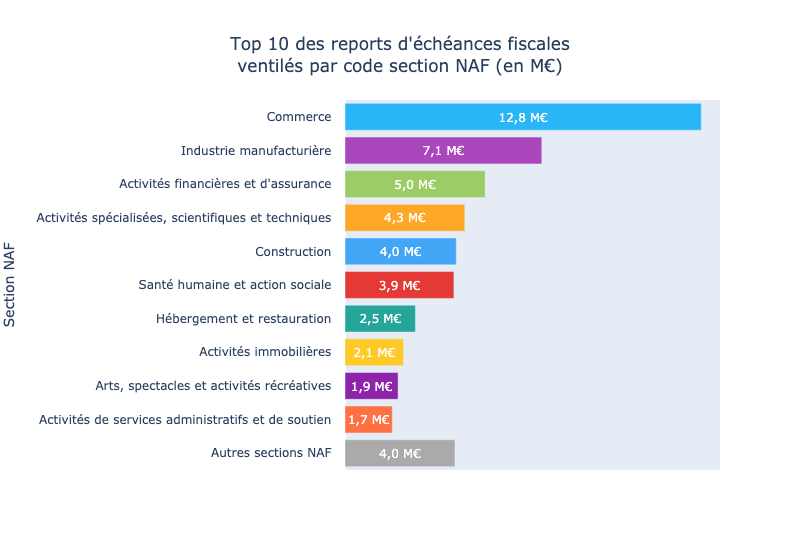 Top 10 des reports d'échéances fiscales
ventilés par code section NAF (en M€)
Section NAF
Commerce 12,8 M€
Industrie manufacturière 7,1 M€
Activités financières et d'assurance 5,0 M€
Activités spécialisées, scientifiques et techniques 4,3 M€
Construction 4,0 M€
Santé humaine et action sociale 3,9 M€
Hébergement et restauration 2,5 M€
Activités immobilières 2,1 M€
Arts, spectacles et activités récréatives 1,9 M€
Activités de services administratifs et de soutien 1,7 M€
Autres sections NAF 4,0 M€